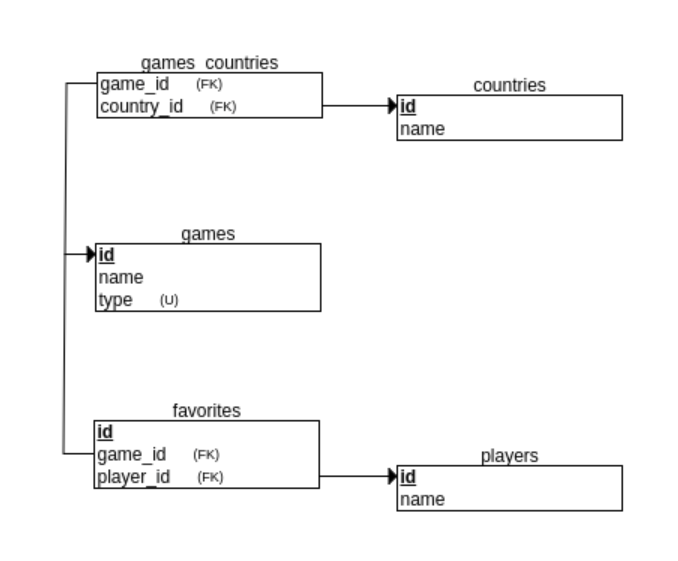 games_countries
game_id (FK)
country_id (FK)
countries
id
name
games
id
name
type (U)
favorites
id
game_id (FK)
player_id (FK)
players
id
name